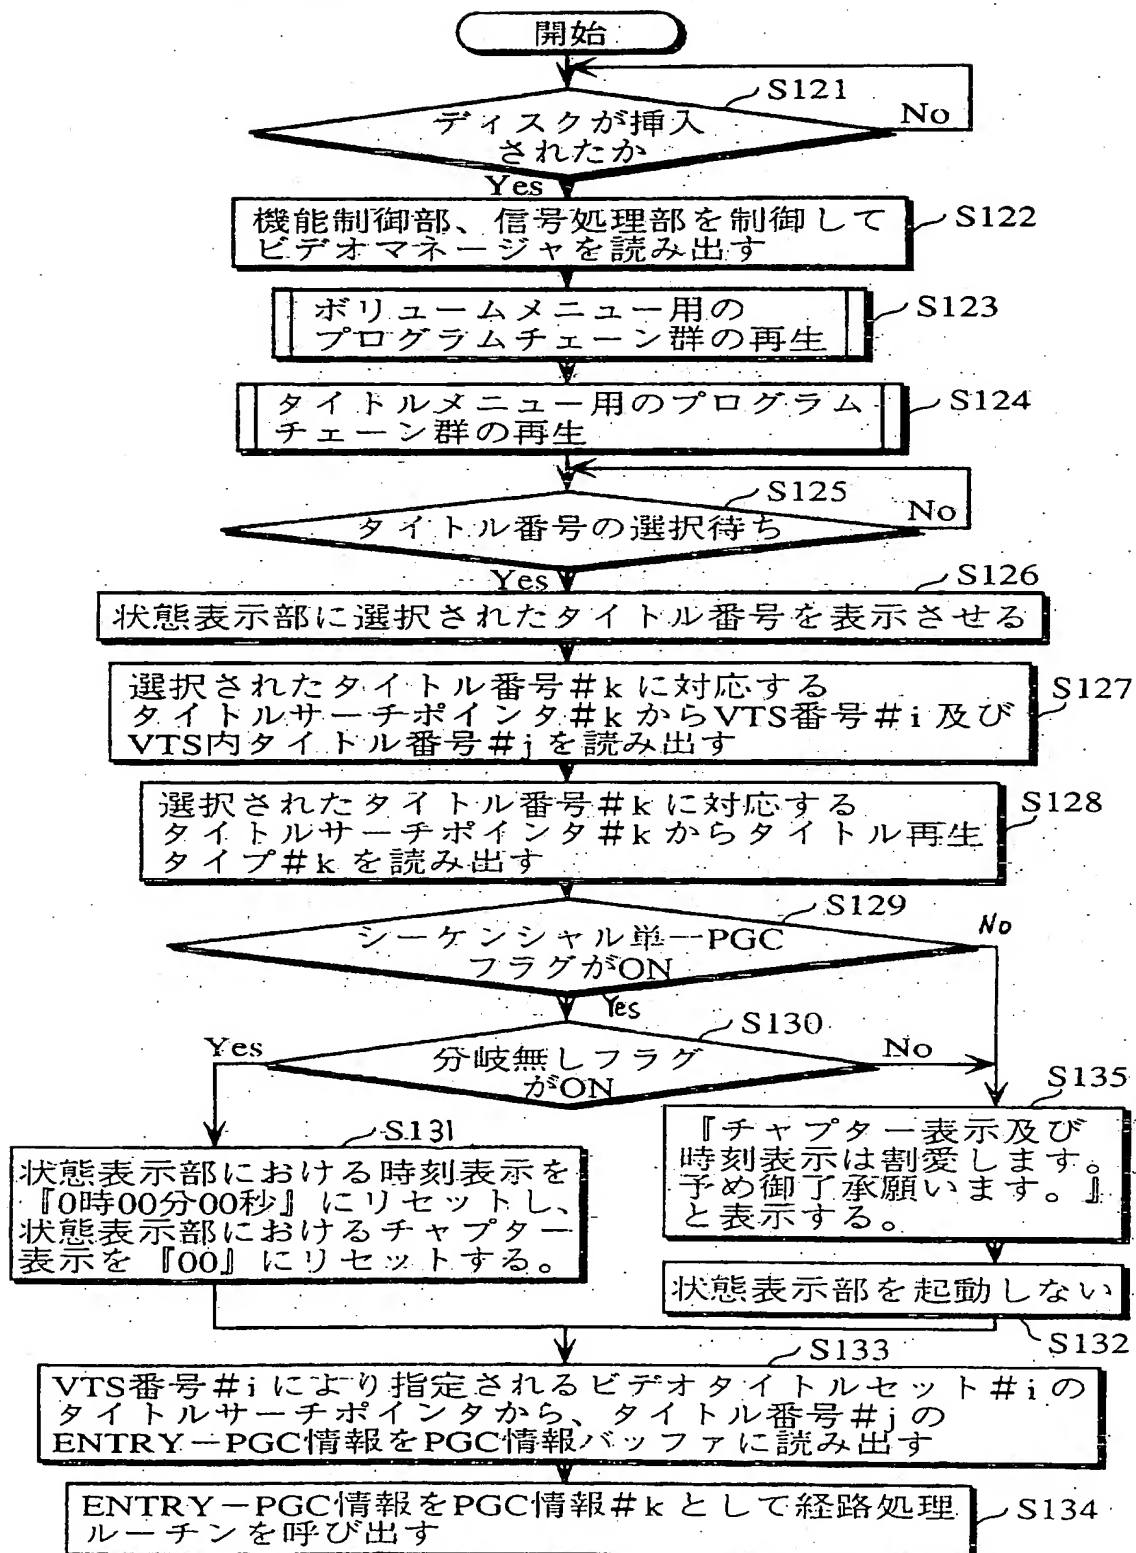 開始
S121
No
ディスクが挿入
されたか
Yes
S122
機能制御部、信号処理部を制御して
ビデオマネージャを読み出す
S123
ボリュームメニュー用の
プログラムチェーン群の再生
S124
タイトルメニュー用のプログラム
チェーン群の再生
S125
No
タイトル番号の選択待ち
Yes
S126
状態表示部に選択されたタイトル番号を表示させる
S127
選択されたタイトル番号#kに対応する
タイトルサーチポインタ#kからVTS番号#i及び
VTS内タイトル番号#jを読み出す
S128
選択されたタイトル番号#kに対応する
タイトルサーチポインタ#kからタイトル再生
タイプ#kを読み出す
S129
No
シーケンシャル単一PGC
フラグがON
Yes
S130
Yes
No
分岐無しフラグ
がON
S135
S131
『チャプター表示及び
時刻表示は割愛します。
予め御了承願います。』
と表示する。
状態表示部における時刻表示を
『0時00分00秒』にリセットし、
状態表示部におけるチャプター
表示を『00』にリセットする。
状態表示部を起動しない
S132
S133
VTS番号#iにより指定されるビデオタイトルセット#iの
タイトルサーチポインタから、タイトル番号#jの
ENTRY-PGC情報をPGC情報バッファに読み出す
S134
ENTRY-PGC情報をPGC情報#kとして経路処理
ルーチンを呼び出す